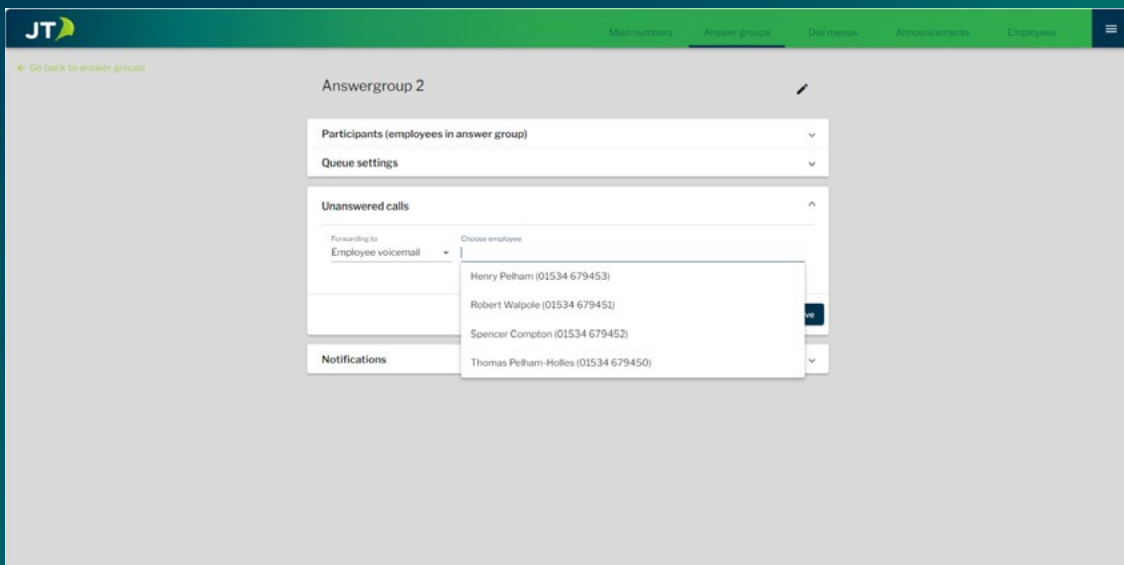 JT
Main numbers Answer groups Dial menus Announcements Employees
← Go back to answer groups
Answergroup 2
Participants (employees in answer group)
Queue settings
Unanswered calls
Forwarding to Choose employee
Employee voicemail
Henry Pelham (01534 679453)
Robert Walpole (01534 679451)
ve
Spencer Compton (01534 679452)
Notifications
Thomas Pelham-Holles (01534 679450)